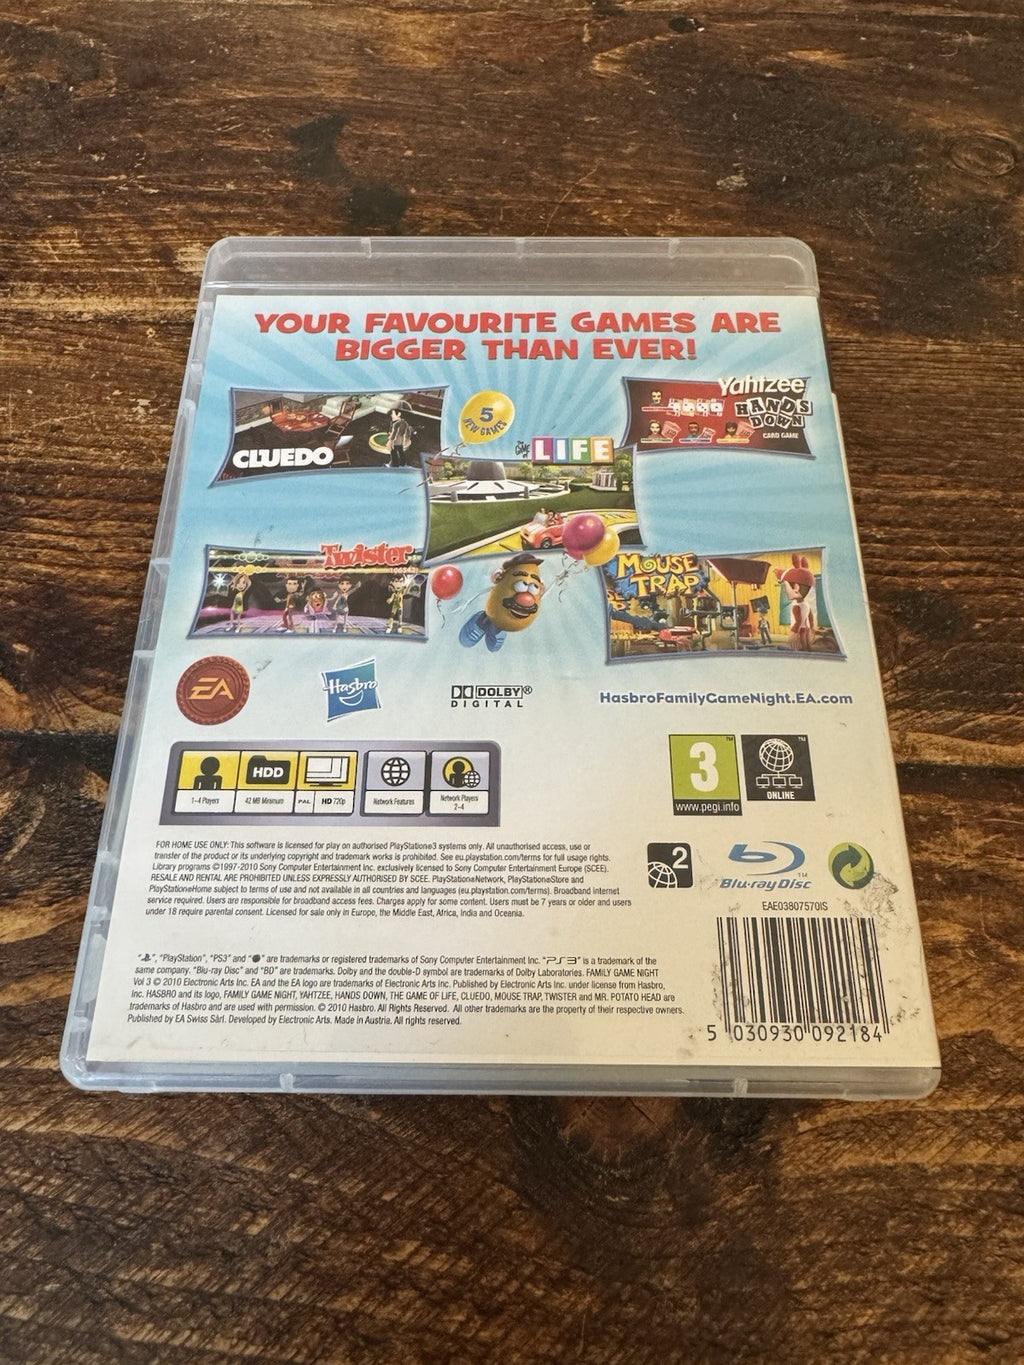 YOUR FAVOURITE GAMES ARE
BIGGER THAN EVER!
CLUEDO
5
NEW GAMES
THE GAME OF LIFE
Yahtzee
HANDS
DOWN
CARD GAME
Twister
MOUSE
TRAP
EA
Hasbro
DOLBY®
DIGITAL
HasbroFamilyGameNight.EA.com
1-4 Players
HDD
42 MB Minimum
PAL
HD 720p
Network Features
Network Players
2-4
3
™
www.pegi.info
™
ONLINE
FOR HOME USE ONLY: This software is licensed for play on authorised PlayStation®3 systems only. All unauthorised access, use or
transfer of the product or its underlying copyright and trademark works is prohibited. See eu.playstation.com/terms for full usage rights.
Library programs ©1997-2010 Sony Computer Entertainment Inc. exclusively licensed to Sony Computer Entertainment Europe (SCEE).
RESALE AND RENTAL ARE PROHIBITED UNLESS EXPRESSLY AUTHORISED BY SCEE. PlayStation®Network, PlayStation®Store and
PlayStation®Home subject to terms of use and not available in all countries and languages (eu.playstation.com/terms). Broadband internet
service required. Users are responsible for broadband access fees. Charges apply for some content. Users must be 7 years or older and users
under 18 require parental consent. Licensed for sale only in Europe, the Middle East, Africa, India and Oceania.
2
Blu-ray Disc™
EAE03807570IS
" ", "PlayStation", "PS3" and " " are trademarks or registered trademarks of Sony Computer Entertainment Inc. "PS3" is a trademark of the
same company. "Blu-ray Disc" and "BD" are trademarks. Dolby and the double-D symbol are trademarks of Dolby Laboratories. FAMILY GAME NIGHT
Vol 3 © 2010 Electronic Arts Inc. EA and the EA logo are trademarks of Electronic Arts Inc. Published by Electronic Arts Inc. under license from Hasbro,
Inc. HASBRO and its logo, FAMILY GAME NIGHT, YAHTZEE, HANDS DOWN, THE GAME OF LIFE, CLUEDO, MOUSE TRAP, TWISTER and MR. POTATO HEAD are
trademarks of Hasbro and are used with permission. © 2010 Hasbro. All Rights Reserved. All other trademarks are the property of their respective owners.
Published by EA Swiss Sàrl. Developed by Electronic Arts. Made in Austria. All rights reserved.
5 030930 092184